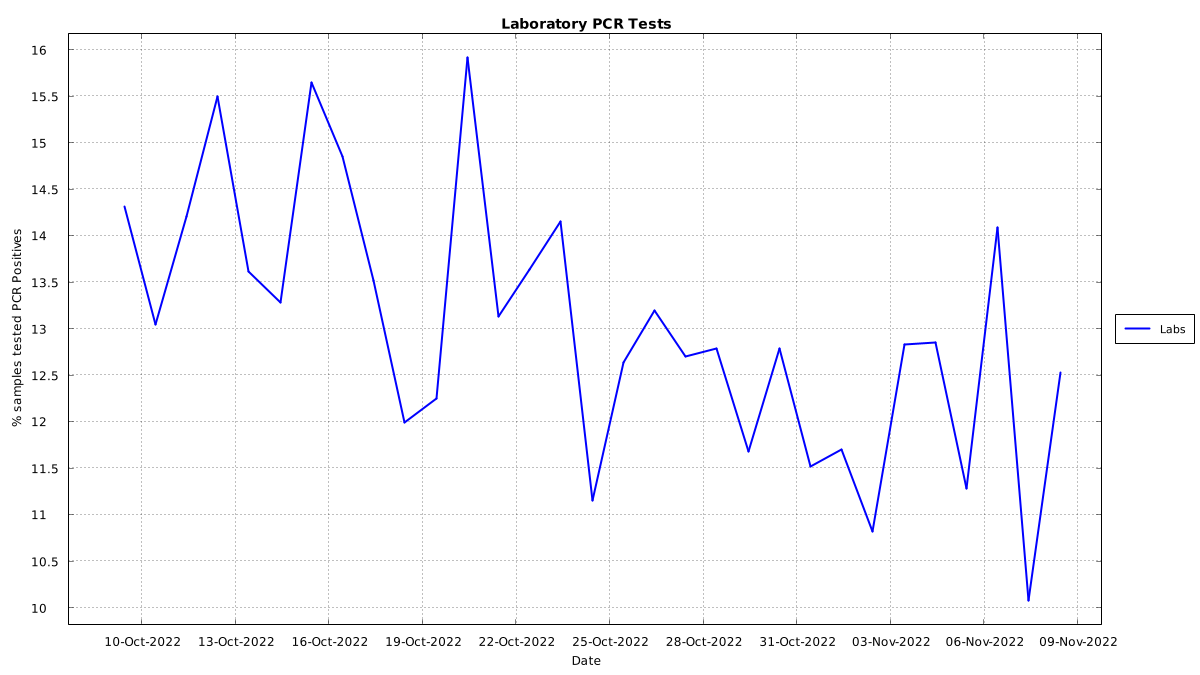 Laboratory PCR Tests
% samples tested PCR Positives
16
15.5
15
14.5
14
13.5
13
12.5
12
11.5
11
10.5
10
10-Oct-2022 13-Oct-2022 16-Oct-2022 19-Oct-2022 22-Oct-2022 25-Oct-2022 28-Oct-2022 31-Oct-2022 03-Nov-2022 06-Nov-2022 09-Nov-2022
Date
Labs